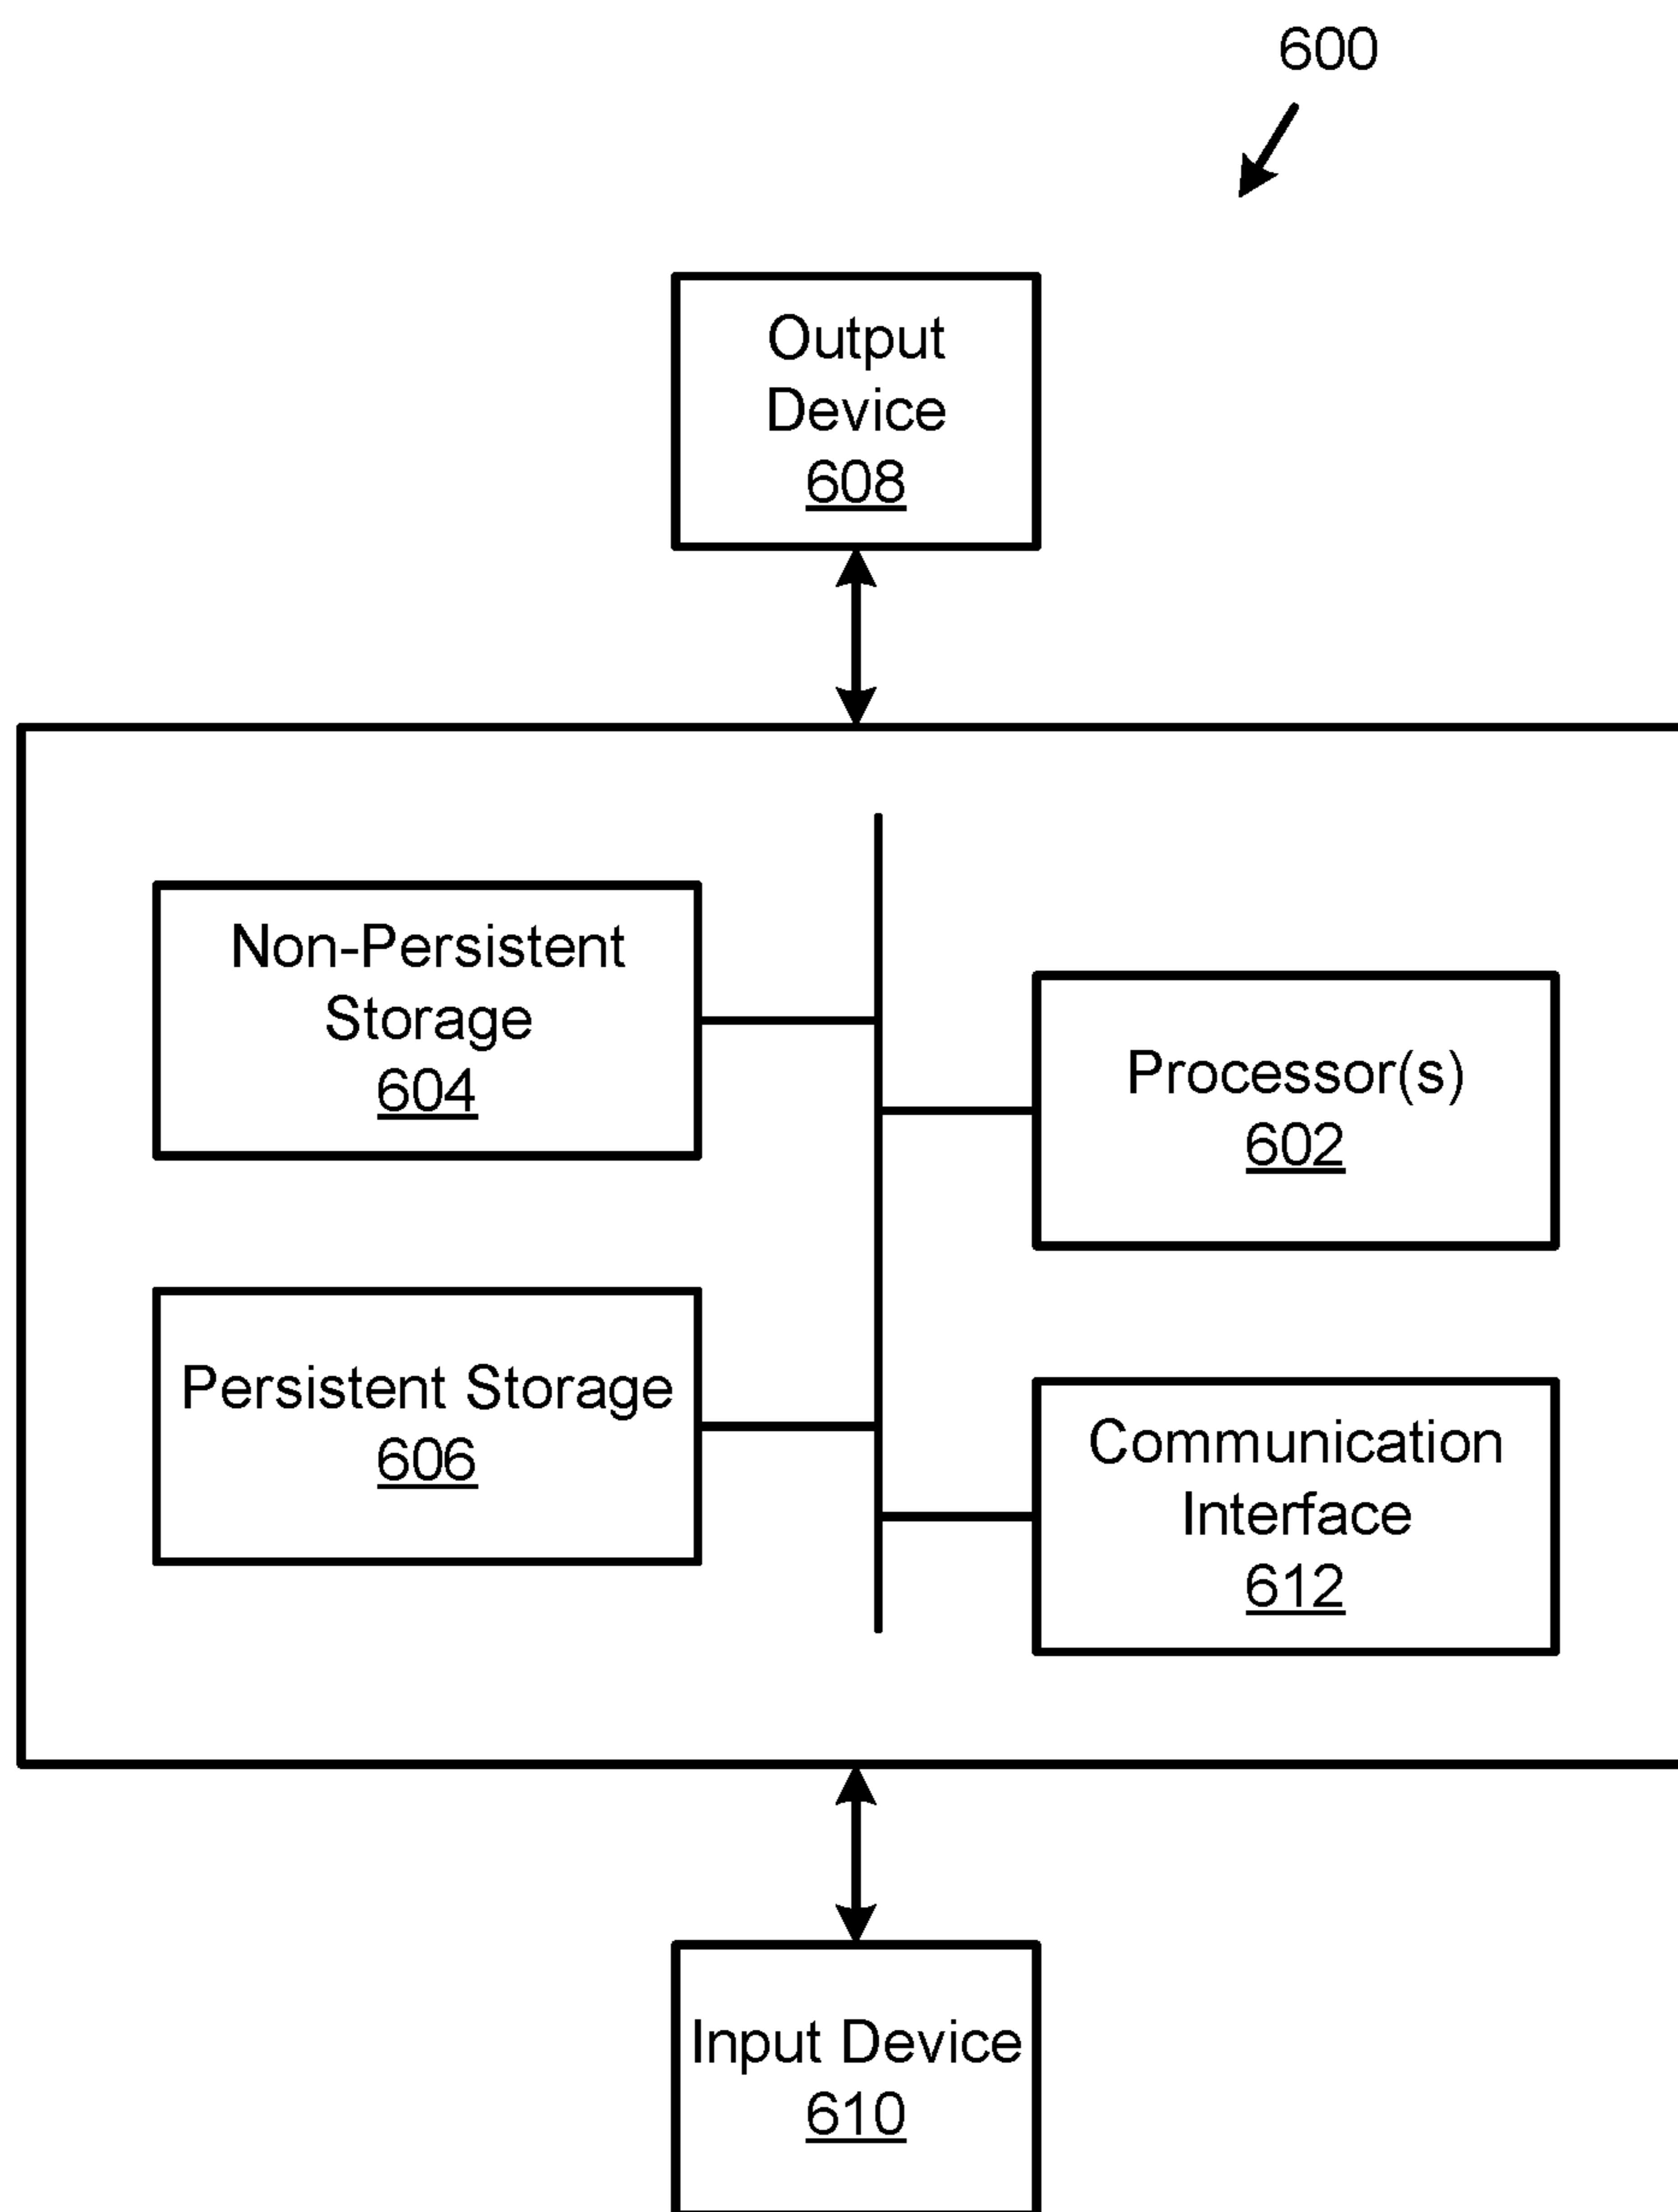 600
Output
Device
608
Non-Persistent
Storage
604
Processor(s)
602
Persistent Storage
606
Communication
Interface
612
Input Device
610